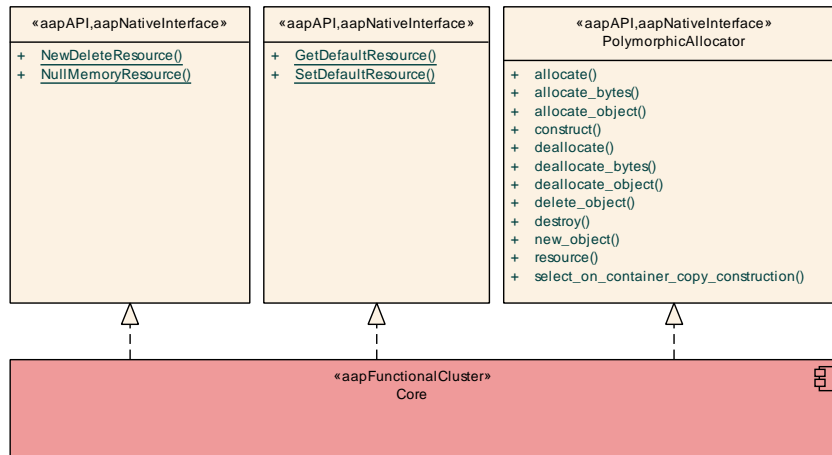 «aapAPI,aapNativeInterface»
+ NewDeleteResource()
+ NullMemoryResource()
«aapAPI,aapNativeInterface»
+ GetDefaultResource()
+ SetDefaultResource()
«aapAPI,aapNativeInterface»
PolymorphicAllocator
+ allocate()
+ allocate_bytes()
+ allocate_object()
+ construct()
+ deallocate()
+ deallocate_bytes()
+ deallocate_object()
+ delete_object()
+ destroy()
+ new_object()
+ resource()
+ select_on_container_copy_construction()
«aapFunctionalCluster»
Core